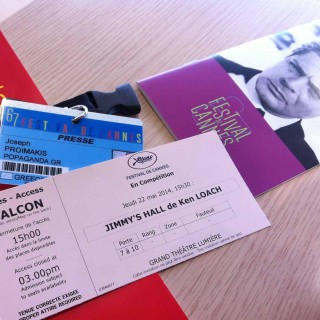 67 FESTIVAL DE CANNES
PRESSE
Joseph
PROIMAKIS
POPAGANDA GR
GREECE
FESTIVAL
CANNES
FESTIVAL DE CANNES
En Compétition
Jeudi 22 mai 2014, 15h30 :
JIMMY'S HALL de Ken LOACH
Porte Rang Zone Fauteuil
7 à 10
GRAND THÉÂTRE LUMIÈRE
- Access
ALCON
Fermeture de l'accès
15h00
Accès dans la limite
des places disponibles
Access closed at
03.00pm
Admission subject
to seats availability
TENUE CORRECTE EXIGÉE
PROPER